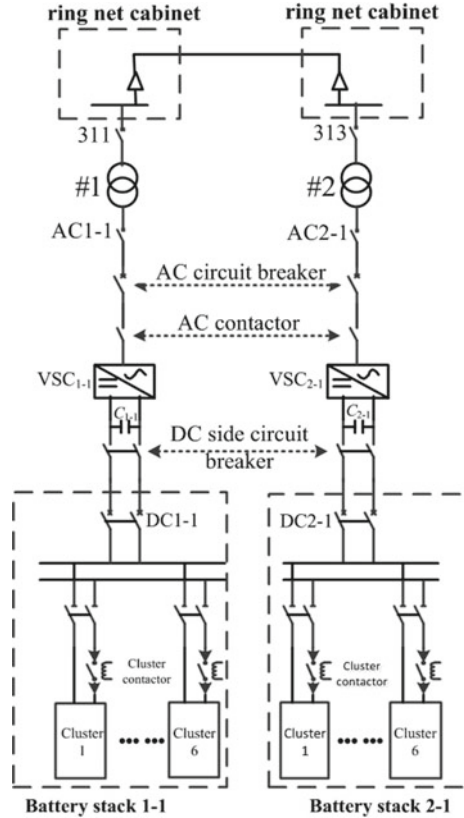 ring net cabinet
ring net cabinet
311
313
#1
#2
AC1-1
AC2-1
AC circuit breaker
AC contactor
VSC1-1
VSC2-1
C1-1
C2-1
DC side circuit
breaker
DC1-1
DC2-1
Cluster
contactor
Cluster
contactor
Cluster
1
Cluster
6
Cluster
1
Cluster
6
Battery stack 1-1
Battery stack 2-1